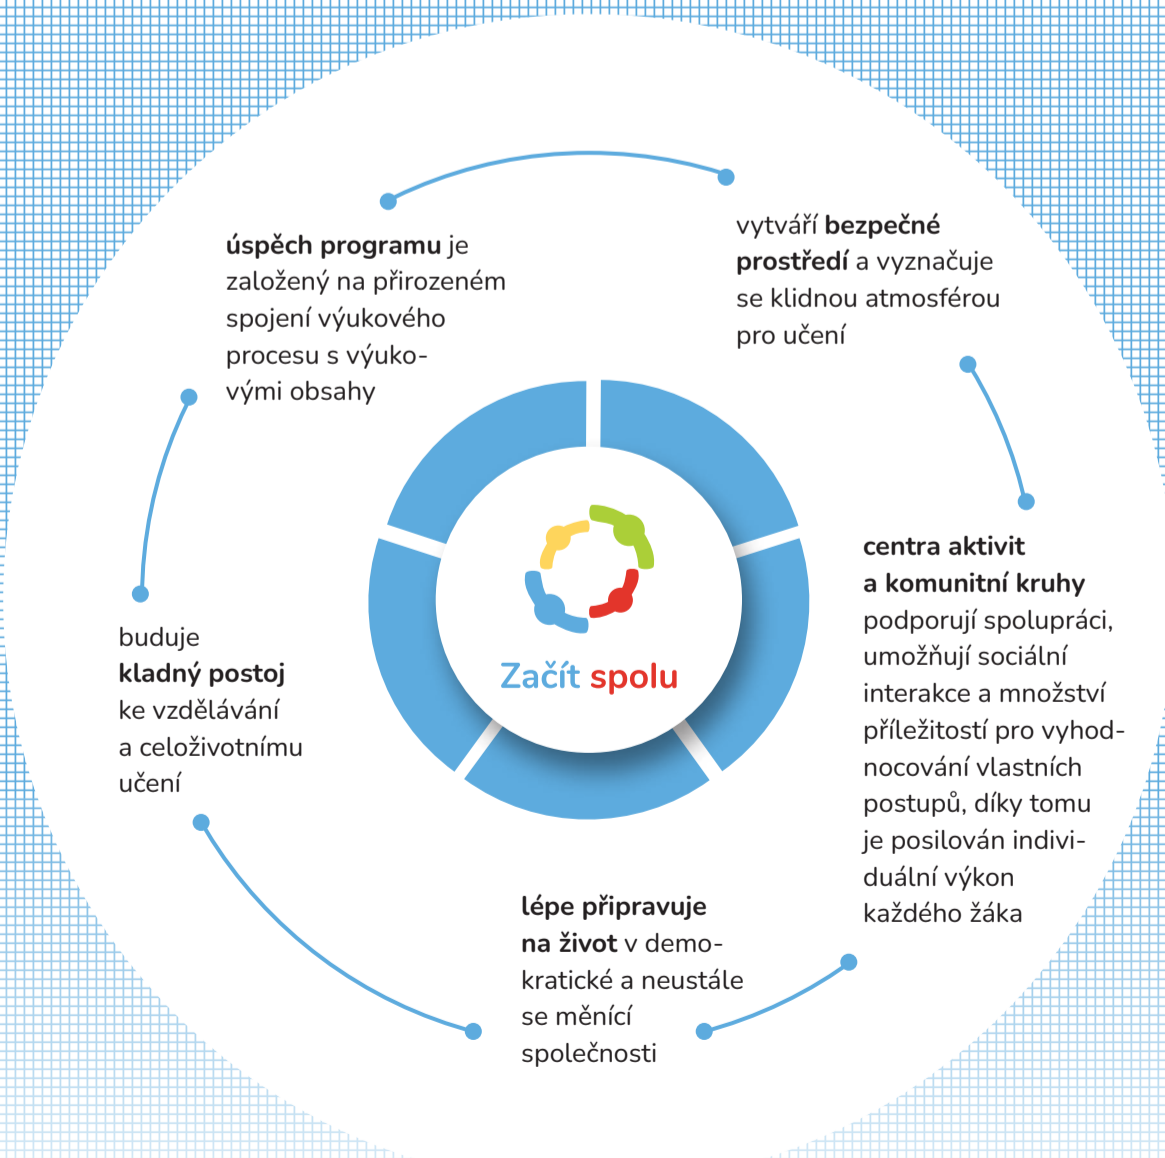 úspěch programu je
založený na přirozeném
spojení výukového
procesu s výuko-
vými obsahy
vytváří bezpečné
prostředí a vyznačuje
se klidnou atmosférou
pro učení
centra aktivit
a komunitní kruhy
podporují spolupráci,
umožňují sociální
interakce a množství
příležitostí pro vyhod-
nocování vlastních
postupů, díky tomu
je posilován indivi-
duální výkon
každého žáka
lépe připravuje
na život v demo-
kratické a neustále
se měnící
společnosti
buduje
kladný postoj
ke vzdělávání
a celoživotnímu
učení
Začít spolu